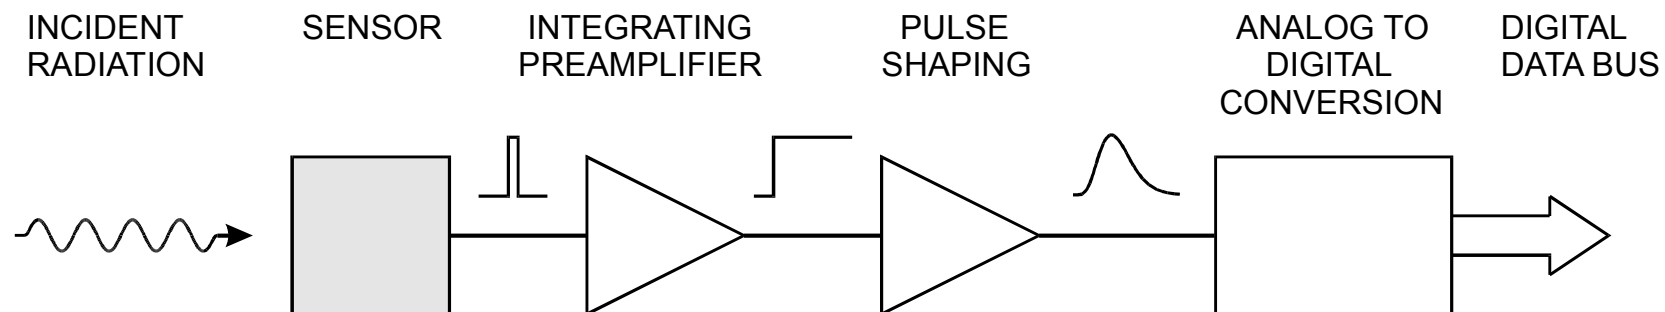 INCIDENT
RADIATION
SENSOR
INTEGRATING
PREAMPLIFIER
PULSE
SHAPING
ANALOG TO
DIGITAL
CONVERSION
DIGITAL
DATA BUS